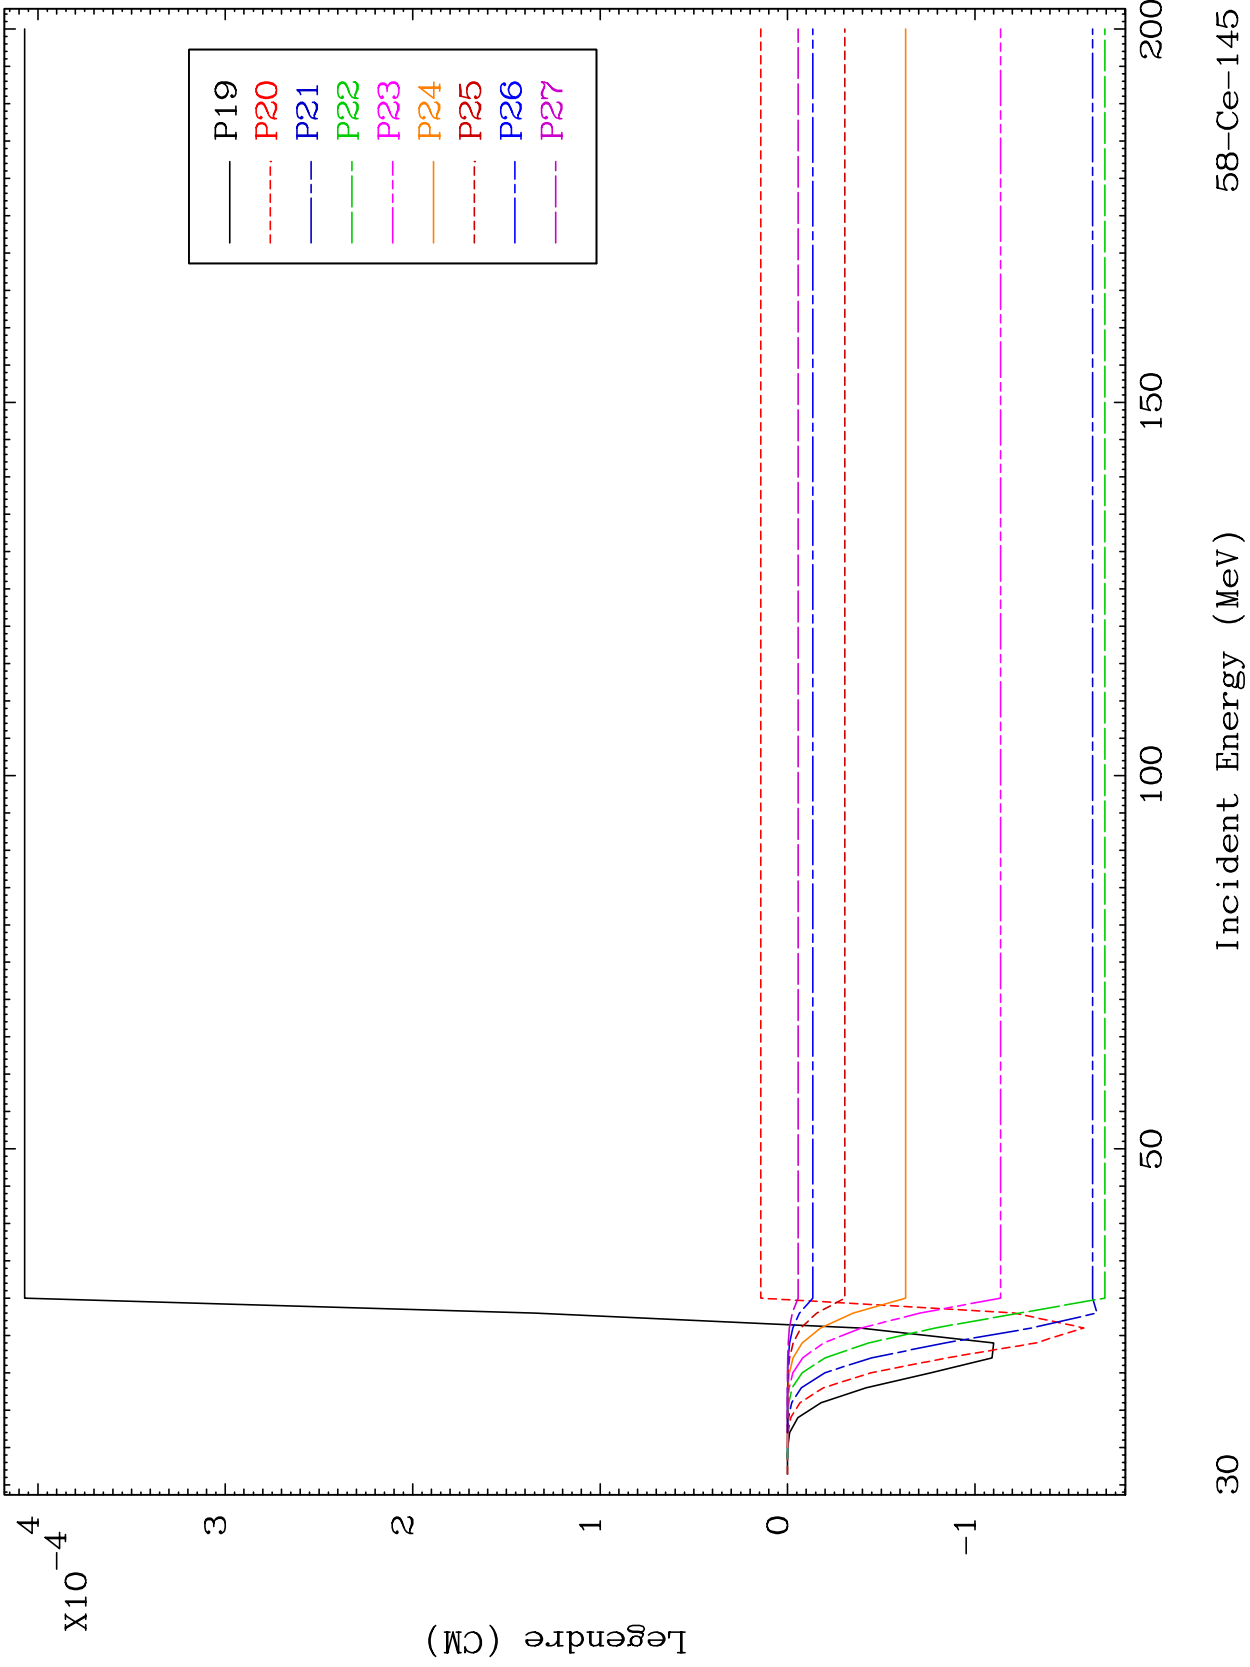 X10-4
4
3
2
1
0
-1
Legendre (CM)
P19
P20
P21
P22
P23
P24
P25
P26
P27
50
100
150
200
30
Incident Energy (MeV)
58-Ce-145